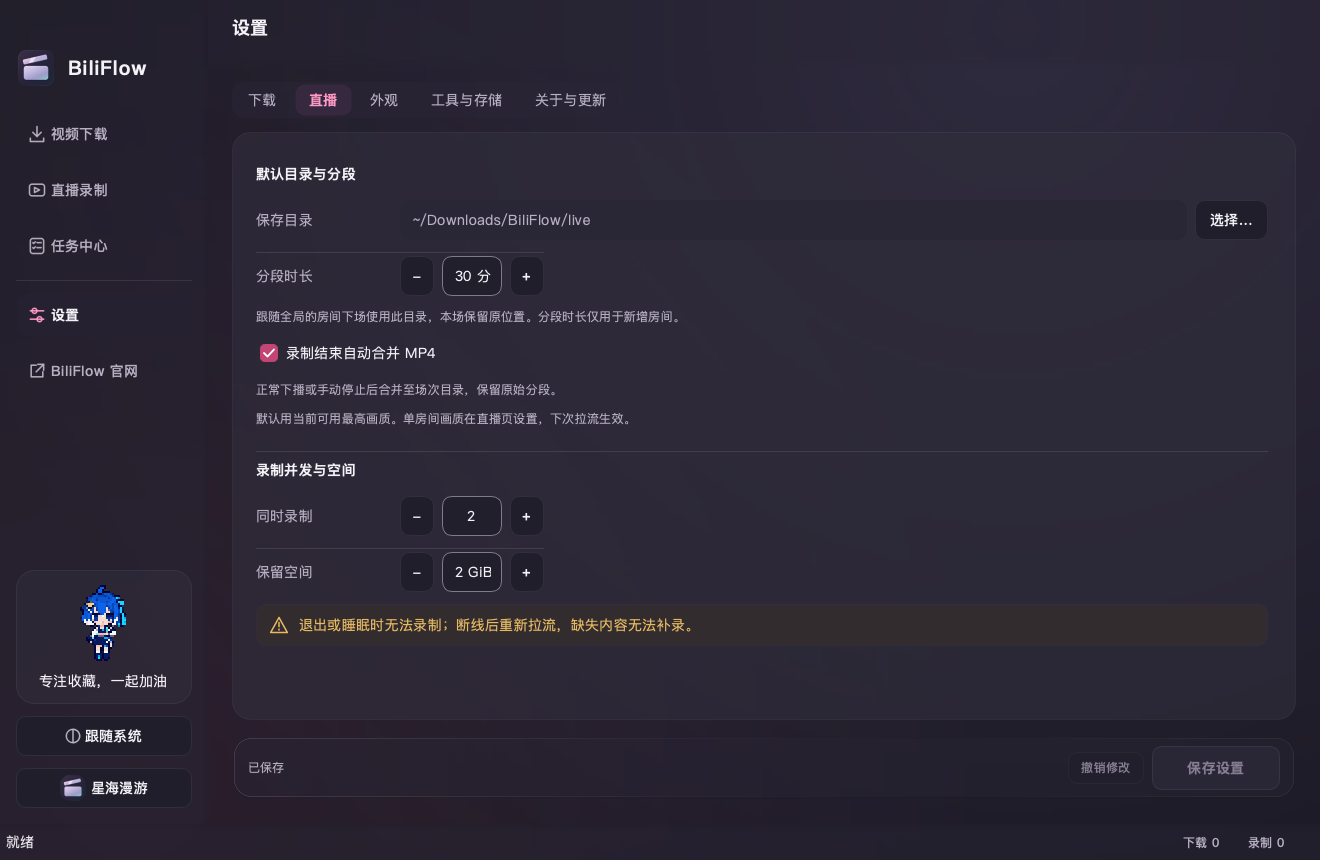 设置
BiliFlow
视频下载
直播录制
任务中心
设置
BiliFlow 官网
专注收藏，一起加油
跟随系统
星海漫游
下载 直播 外观 工具与存储 关于与更新
默认目录与分段
保存目录 ~/Downloads/BiliFlow/live 选择...
分段时长 − 30 分 +
跟随全局的房间下场使用此目录，本场保留原位置。分段时长仅用于新增房间。
录制结束自动合并 MP4
正常下播或手动停止后合并至场次目录，保留原始分段。
默认用当前可用最高画质。单房间画质在直播页设置，下次拉流生效。
录制并发与空间
同时录制 − 2 +
保留空间 − 2 GiB +
退出或睡眠时无法录制；断线后重新拉流，缺失内容无法补录。
已保存 撤销修改 保存设置
就绪 下载 0 录制 0